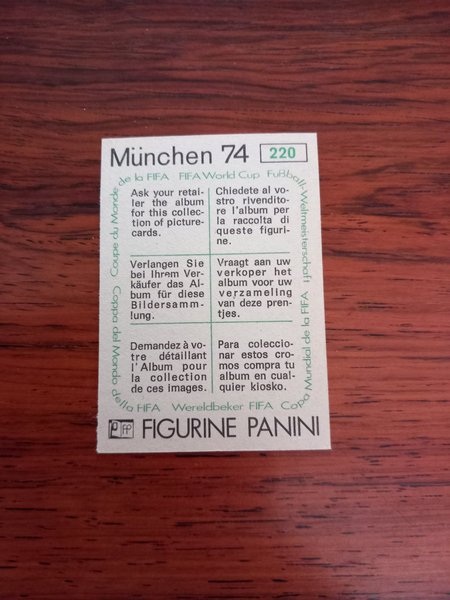 München 74 220
Coupe du Monde de la FIFA FIFA World Cup Fußball-Weltmeisterschaft
Ask your retai-
ler the album
for this collec-
tion of picture-
cards.
Chiedete al vo-
stro rivenditó-
re l'album per
la raccolta di
queste figuri-
ne.
Verlangen Sie
bei Ihrem Ver-
käufer das Al-
bum für diese
Bildersamm-
lung.
Vraagt aan uw
verkoper het
album voor uw
verzameling
van deze pren-
tjes.
Demandez à vo-
tre détaillant
l'Album pour
la collection
de ces images.
Para coleccio-
nar estos cro-
mos compra tu
album en cual-
quier kiosko.
Coppa del Mondo della FIFA Wereldbeker FIFA Copa Mundial de la FIFA
FIGURINE PANINI